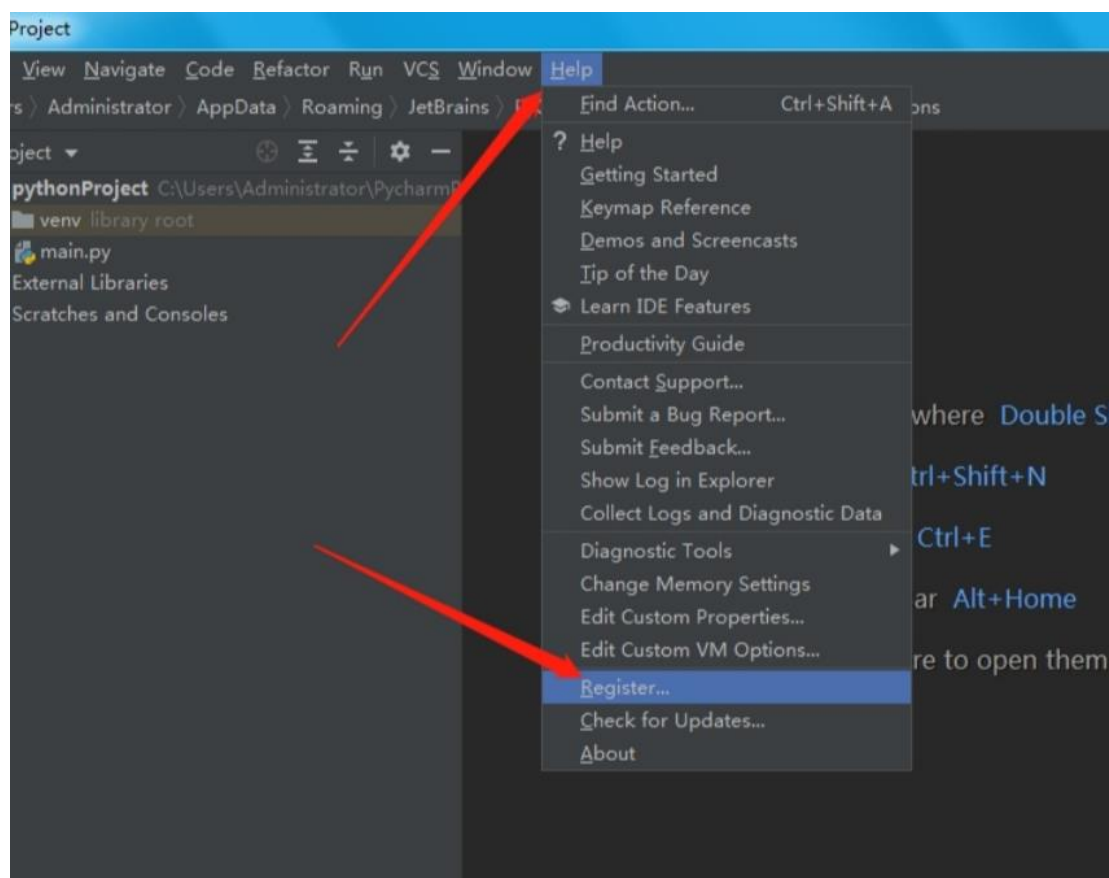 Project
View Navigate Code Refactor Run VCS Window Help
Administrator AppData Roaming JetBrains
Find Action... Ctrl+Shift+A
? Help
Getting Started
pythonProject C:\Users\Administrator\Pycharm
Keymap Reference
venv library root
Demos and Screencasts
main.py
Tip of the Day
External Libraries
Learn IDE Features
Scratches and Consoles
Productivity Guide
Contact Support...
Submit a Bug Report...
where Double S
Submit Feedback...
Show Log in Explorer
trl+Shift+N
Collect Logs and Diagnostic Data
Ctrl+E
Diagnostic Tools
Change Memory Settings
ar Alt+Home
Edit Custom Properties...
Edit Custom VM Options...
re to open them
Register...
Check for Updates...
About